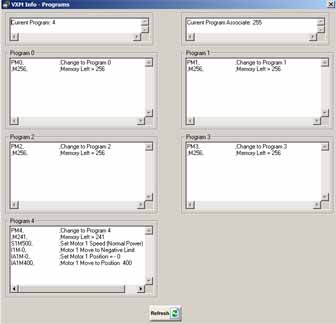 VXM Info - Programs
Current Program: 4
Current Program Associate: 255
Program 0
PM0, ;Change to Program 0
;M256, ;Memory Left = 256
Program 1
PM1, ;Change to Program 1
;M256, ;Memory Left = 256
Program 2
PM2, ;Change to Program 2
;M256, ;Memory Left = 256
Program 3
PM3, ;Change to Program 3
;M256, ;Memory Left = 256
Program 4
PM4, ;Change to Program 4
;M241, ;Memory Left = 241
S1M500, ;Set Motor 1 Speed (Normal Power)
I1M-0, ;Motor 1 Move to Negative Limit
IA1M-0, ;Set Motor 1 Position = -0
IA1M400, ;Motor 1 Move to Position 400
Refresh